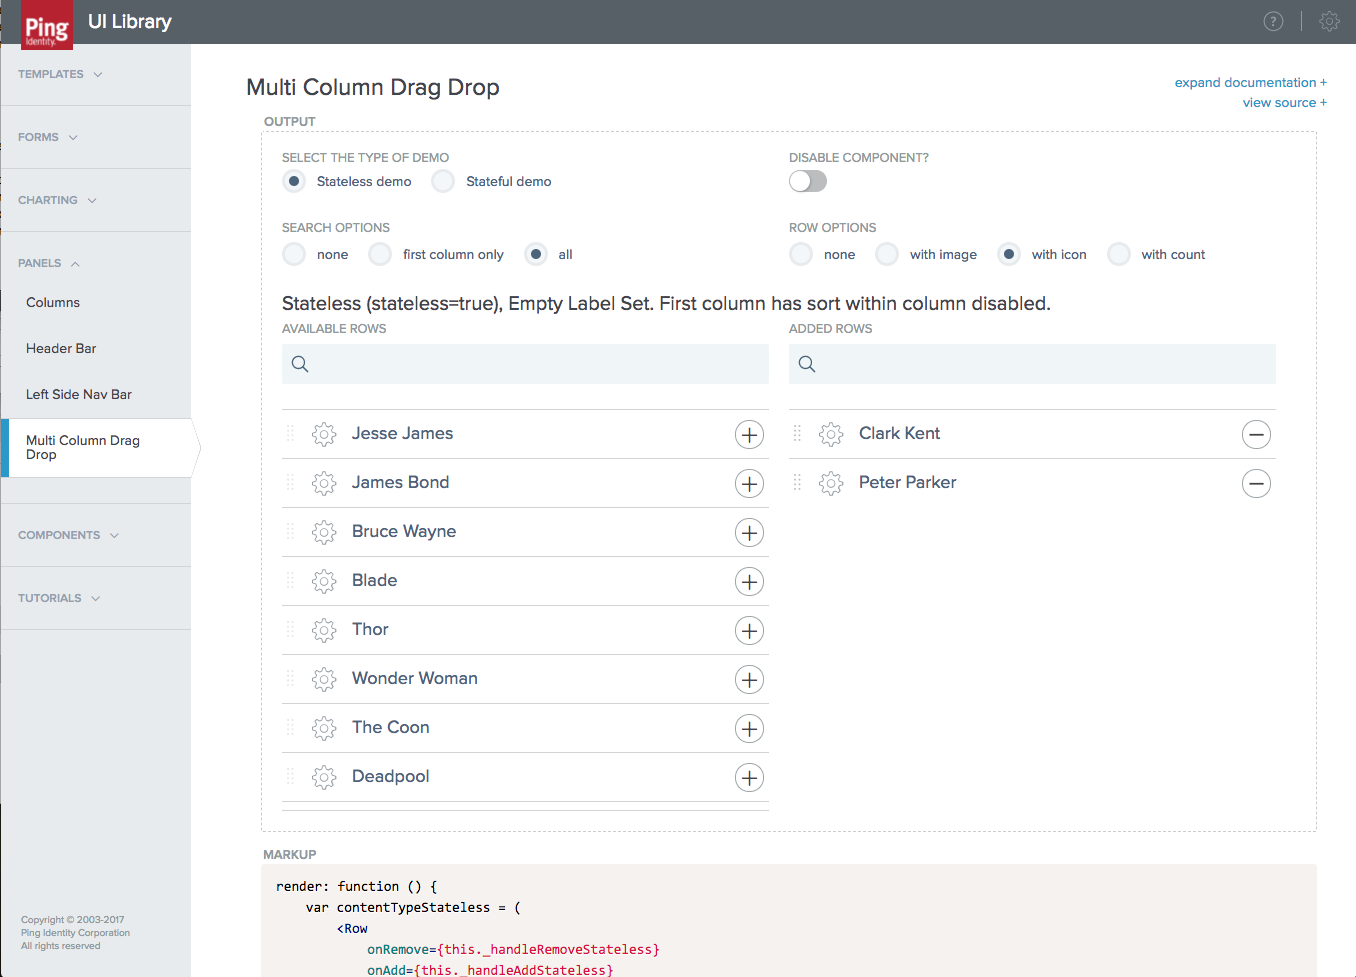 Ping
Identity.
UI Library
?
TEMPLATES
FORMS
CHARTING
PANELS
Columns
Header Bar
Left Side Nav Bar
Multi Column Drag
Drop
COMPONENTS
TUTORIALS
Copyright © 2003-2017
Ping Identity Corporation
All rights reserved
Multi Column Drag Drop
expand documentation +
view source +
OUTPUT
SELECT THE TYPE OF DEMO
Stateless demo
Stateful demo
DISABLE COMPONENT?
SEARCH OPTIONS
none
first column only
all
ROW OPTIONS
none
with image
with icon
with count
Stateless (stateless=true), Empty Label Set. First column has sort within column disabled.
AVAILABLE ROWS
Jesse James
James Bond
Bruce Wayne
Blade
Thor
Wonder Woman
The Coon
Deadpool
ADDED ROWS
Clark Kent
Peter Parker
MARKUP
render: function () {
var contentTypeStateless = (
<Row
onRemove={this._handleRemoveStateless}
onAdd={this._handleAddStateless}